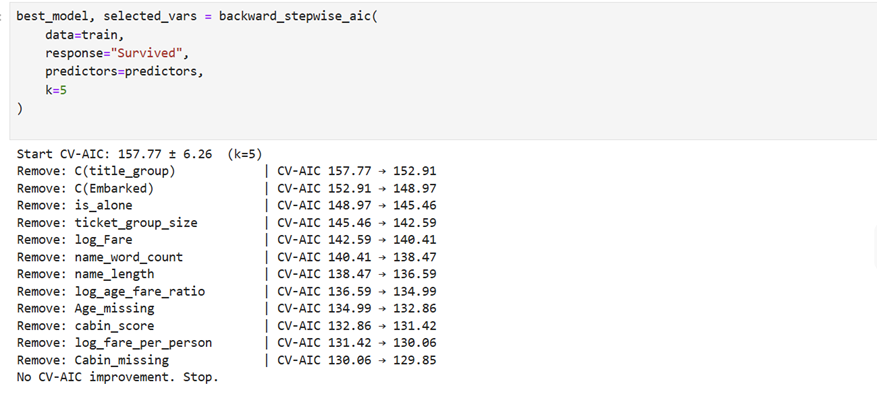 best_model, selected_vars = backward_stepwise_aic(
    data=train,
    response="Survived",
    predictors=predictors,
    k=5
)
Start CV-AIC: 157.77 ± 6.26  (k=5)
Remove: C(title_group)            | CV-AIC 157.77 → 152.91
Remove: C(Embarked)               | CV-AIC 152.91 → 148.97
Remove: is_alone                  | CV-AIC 148.97 → 145.46
Remove: ticket_group_size         | CV-AIC 145.46 → 142.59
Remove: log_Fare                  | CV-AIC 142.59 → 140.41
Remove: name_word_count           | CV-AIC 140.41 → 138.47
Remove: name_length               | CV-AIC 138.47 → 136.59
Remove: log_age_fare_ratio        | CV-AIC 136.59 → 134.99
Remove: Age_missing               | CV-AIC 134.99 → 132.86
Remove: cabin_score               | CV-AIC 132.86 → 131.42
Remove: log_fare_per_person       | CV-AIC 131.42 → 130.06
Remove: Cabin_missing             | CV-AIC 130.06 → 129.85
No CV-AIC improvement. Stop.